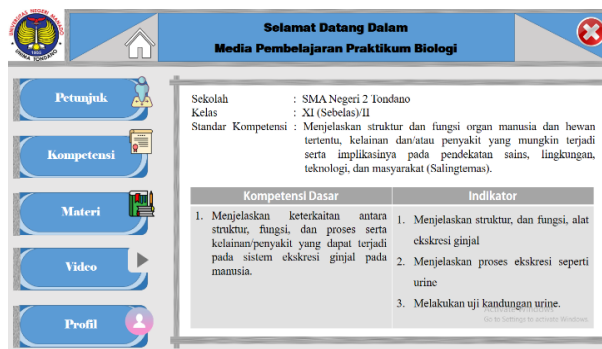 Selamat Datang Dalam
Media Pembelajaran Praktikum Biologi
Petunjuk
Kompetensi
Materi
Video
Profil
Sekolah : SMA Negeri 2 Tondano
Kelas : XI (Sebelas)/II
Standar Kompetensi : Menjelaskan struktur dan fungsi organ manusia dan hewan
tertentu, kelainan dan/atau penyakit yang mungkin terjadi
serta implikasinya pada pendekatan sains, lingkungan,
teknologi, dan masyarakat (Salingtemas).
Kompetensi Dasar
1. Menjelaskan keterkaitan antara
struktur, fungsi, dan proses serta
kelainan/penyakit yang dapat terjadi
pada sistem ekskresi ginjal pada
manusia.
Indikator
1. Menjelaskan struktur, dan fungsi, alat
ekskresi ginjal
2. Menjelaskan proses ekskresi seperti
urine
3. Melakukan uji kandungan urine.
Activate Windows
Go to Settings to activate Windows.